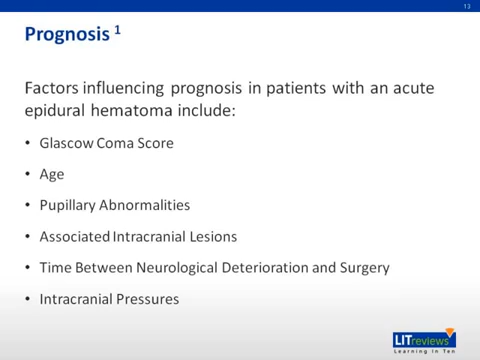 13
Prognosis 1
Factors influencing prognosis in patients with an acute
epidural hematoma include:
• Glascow Coma Score
• Age
• Pupillary Abnormalities
• Associated Intracranial Lesions
• Time Between Neurological Deterioration and Surgery
• Intracranial Pressures
LITreviews
Learning in Ten